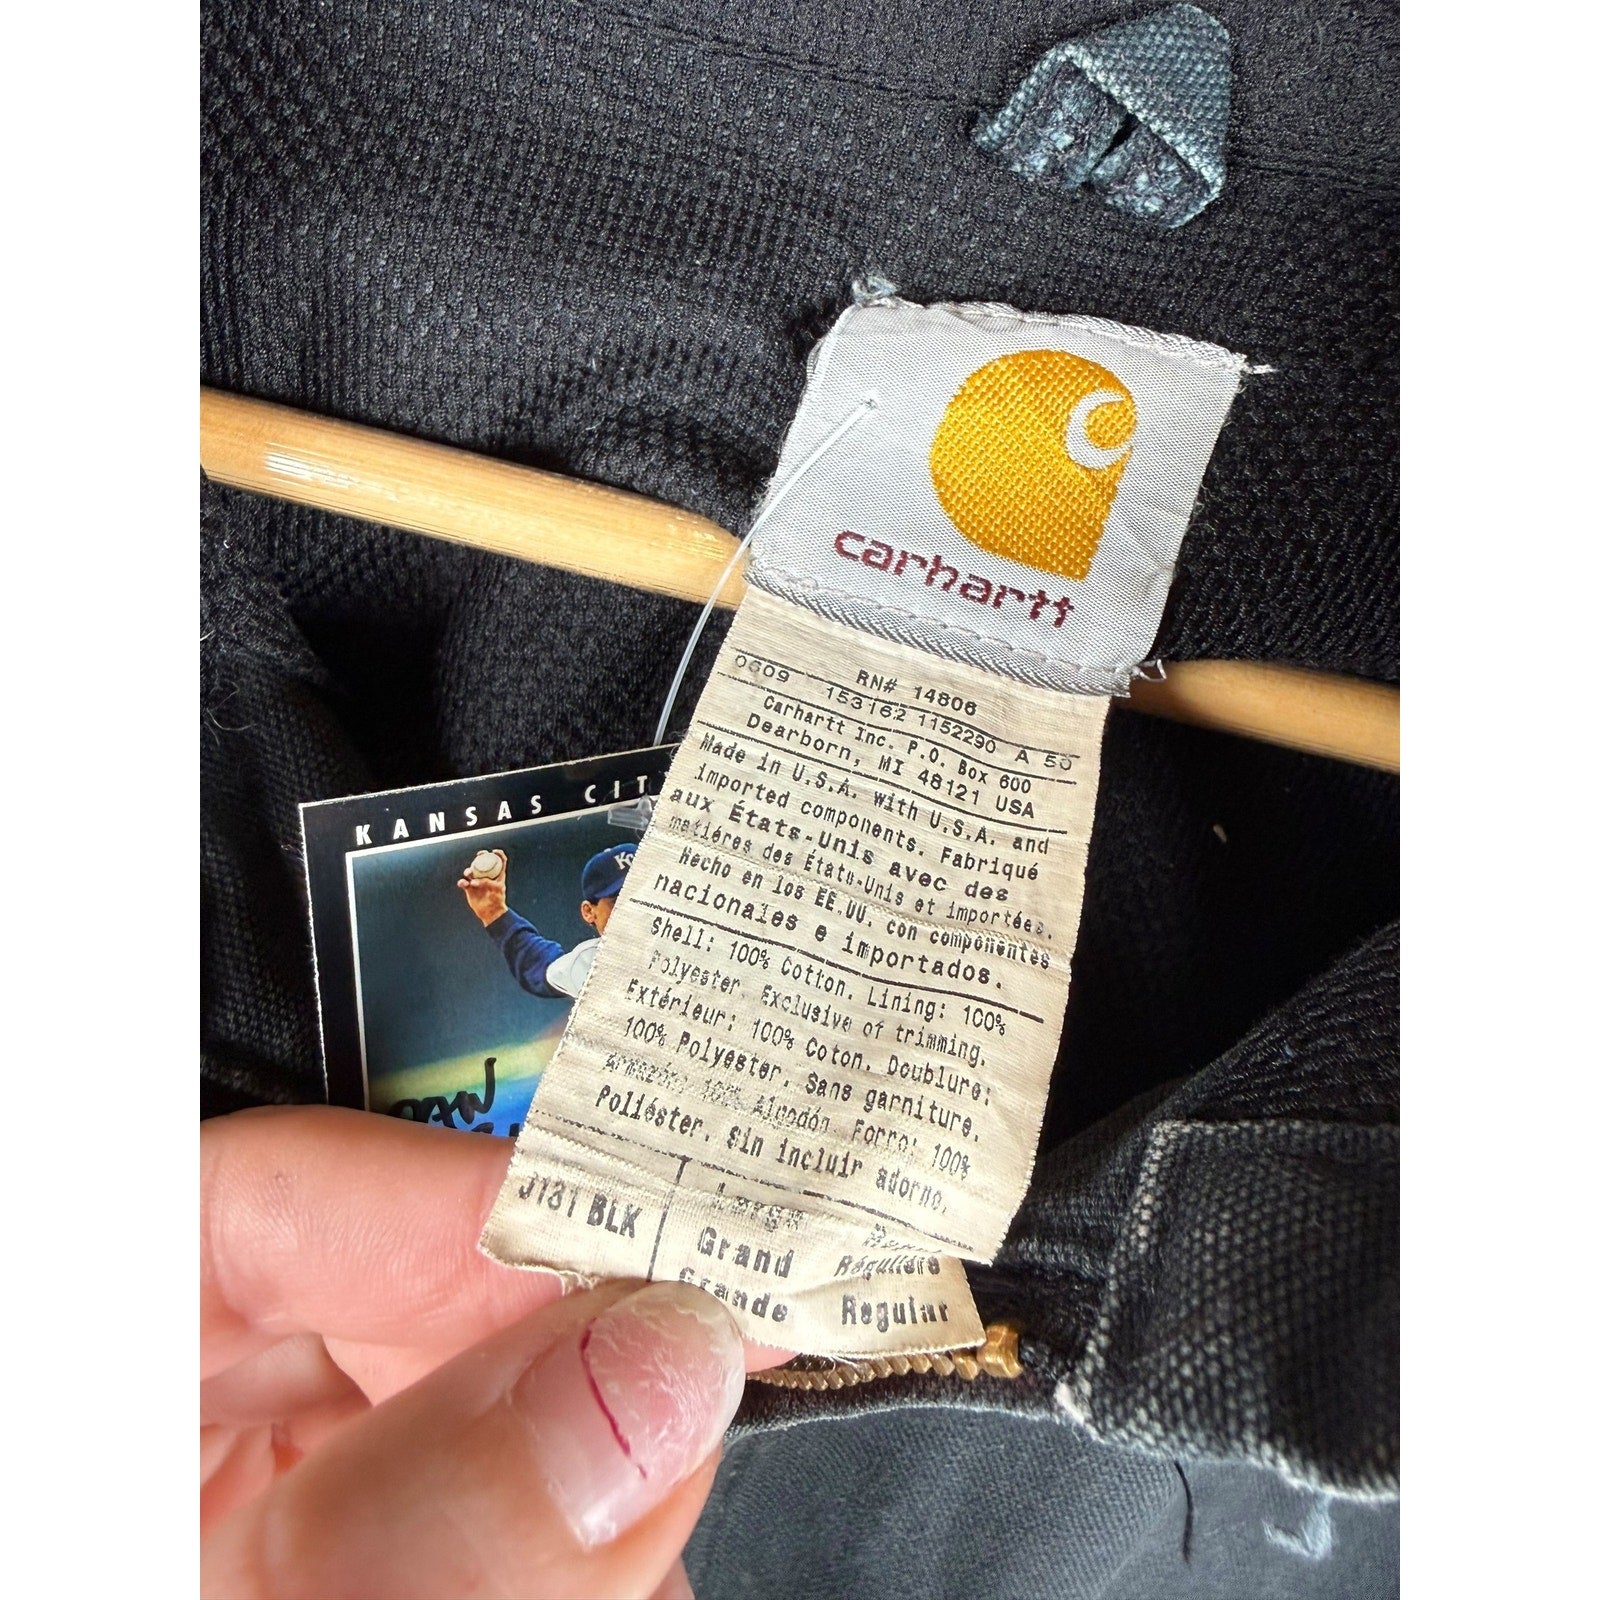 carhartt
RN# 14806
0609 153162 1152290 A 50
Carhartt Inc. P.O. Box 600
Dearborn, MI 48121 USA
Made in U.S.A. with U.S.A. and
imported components. Fabriqué
aux États-Unis avec des
matiéres des États-Unis et importées.
Hecho en los EE.UU. con componentes
nacionales e importados.
Shell: 100% Cotton. Lining: 100%
Polyester. Exclusive of trimming.
Extérieur: 100% Coton. Doublure:
100% Polyester. Sans garniture.
Armazón: 100% Algodón. Forro: 100%
Poliéster. sin incluir adorno.
J131 BLK
Large
Grand Régulière
Grande Regular
KANSAS CIT